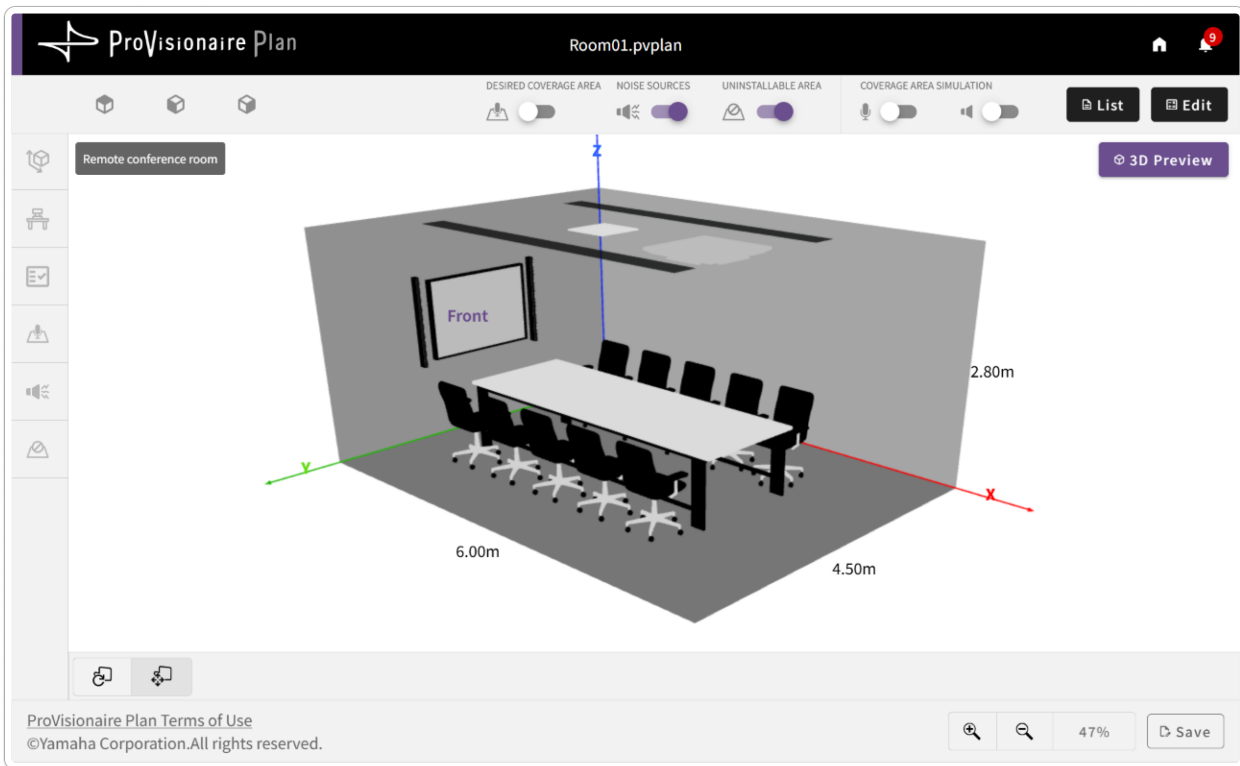 ProVisionaire Plan
Room01.pvplan
9
DESIRED COVERAGE AREA
NOISE SOURCES
UNINSTALLABLE AREA
COVERAGE AREA SIMULATION
List
Edit
Remote conference room
3D Preview
Z
Front
2.80m
Y
X
6.00m
4.50m
ProVisionaire Plan Terms of Use
©Yamaha Corporation.All rights reserved.
47%
Save